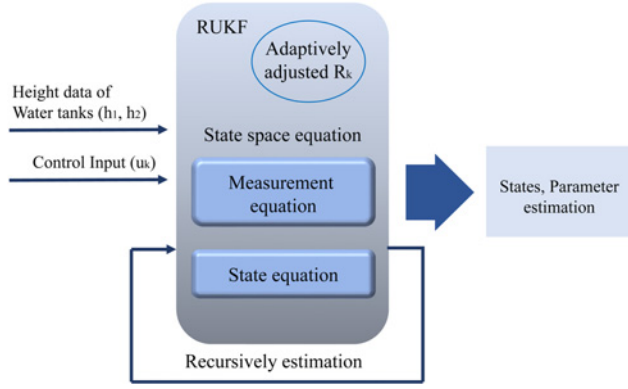 RUKF
Adaptively
adjusted Rk
Height data of
Water tanks (h1, h2)
State space equation
Control Input (uk)
Measurement
equation
States, Parameter
estimation
State equation
Recursively estimation